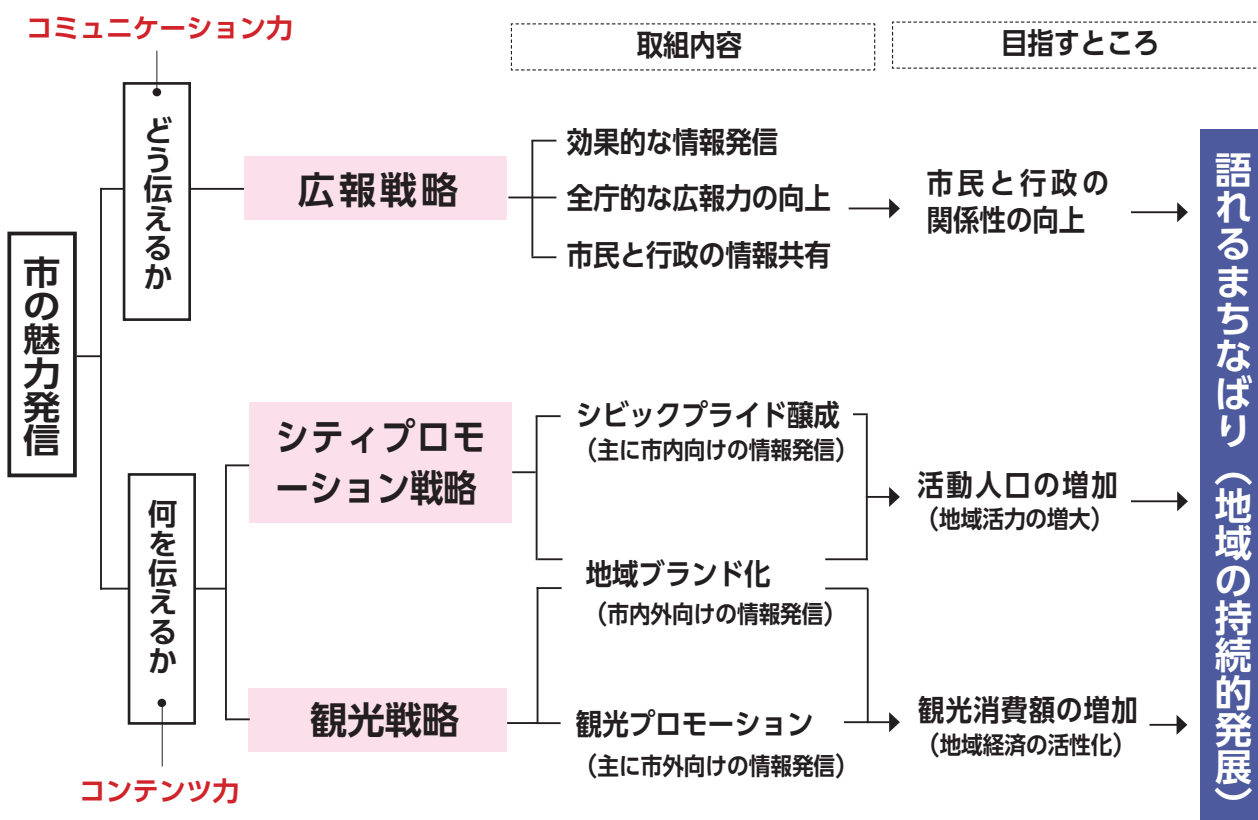 コミュニケーション力
取組内容
目指すところ
市の魅力発信
どう伝えるか
広報戦略
効果的な情報発信
全庁的な広報力の向上
市民と行政の情報共有
市民と行政の
関係性の向上
何を伝えるか
コンテンツ力
シティプロモ
ーション戦略
シビックプライド醸成
（主に市内向けの情報発信）
地域ブランド化
（市内外向けの情報発信）
活動人口の増加
（地域活力の増大）
観光戦略
観光プロモーション
（主に市外向けの情報発信）
観光消費額の増加
（地域経済の活性化）
語れるまちなばり（地域の持続的発展）